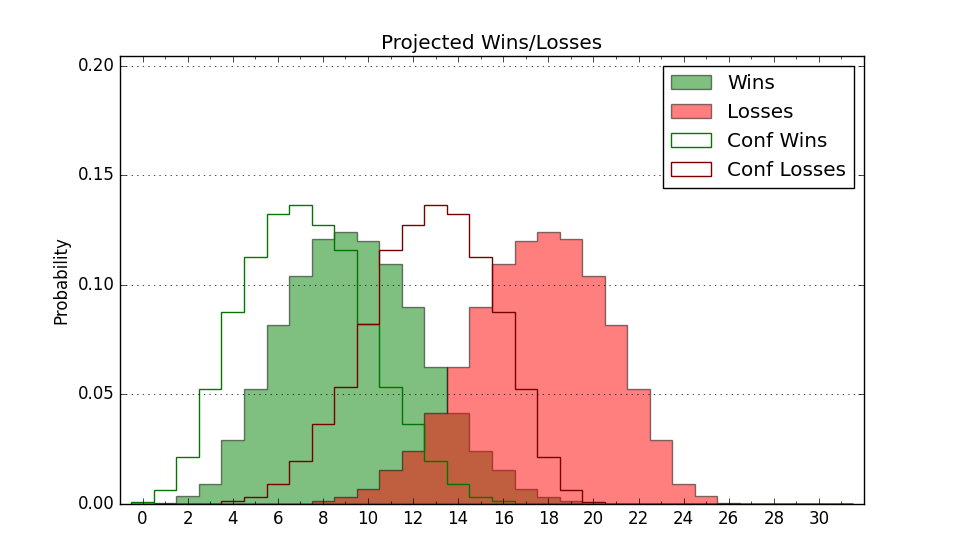 Projected Wins/Losses
0.20
0.15
0.10
0.05
0.00
Probability
Wins
Losses
Conf Wins
Conf Losses
0 2 4 6 8 10 12 14 16 18 20 22 24 26 28 30